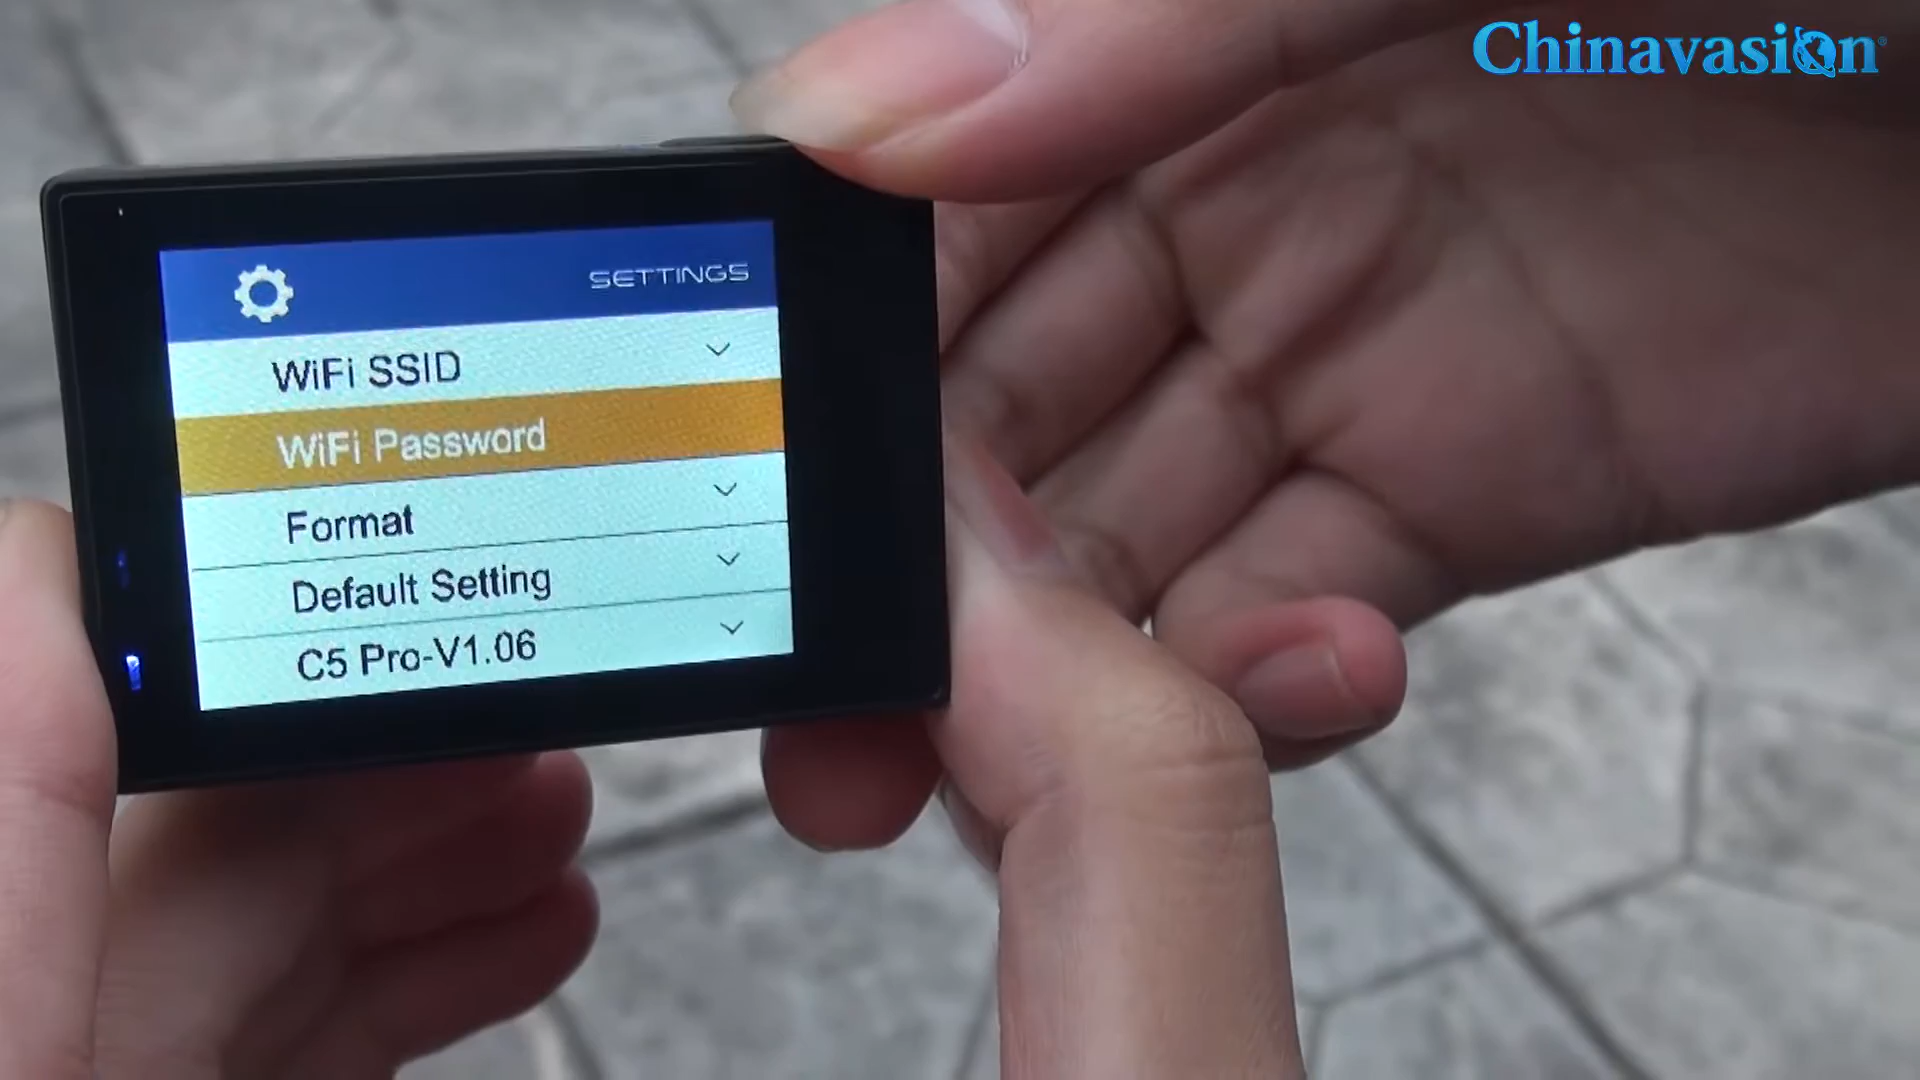 Chinavasion
SETTINGS
WiFi SSID
WiFi Password
Format
Default Setting
C5 Pro-V1.06